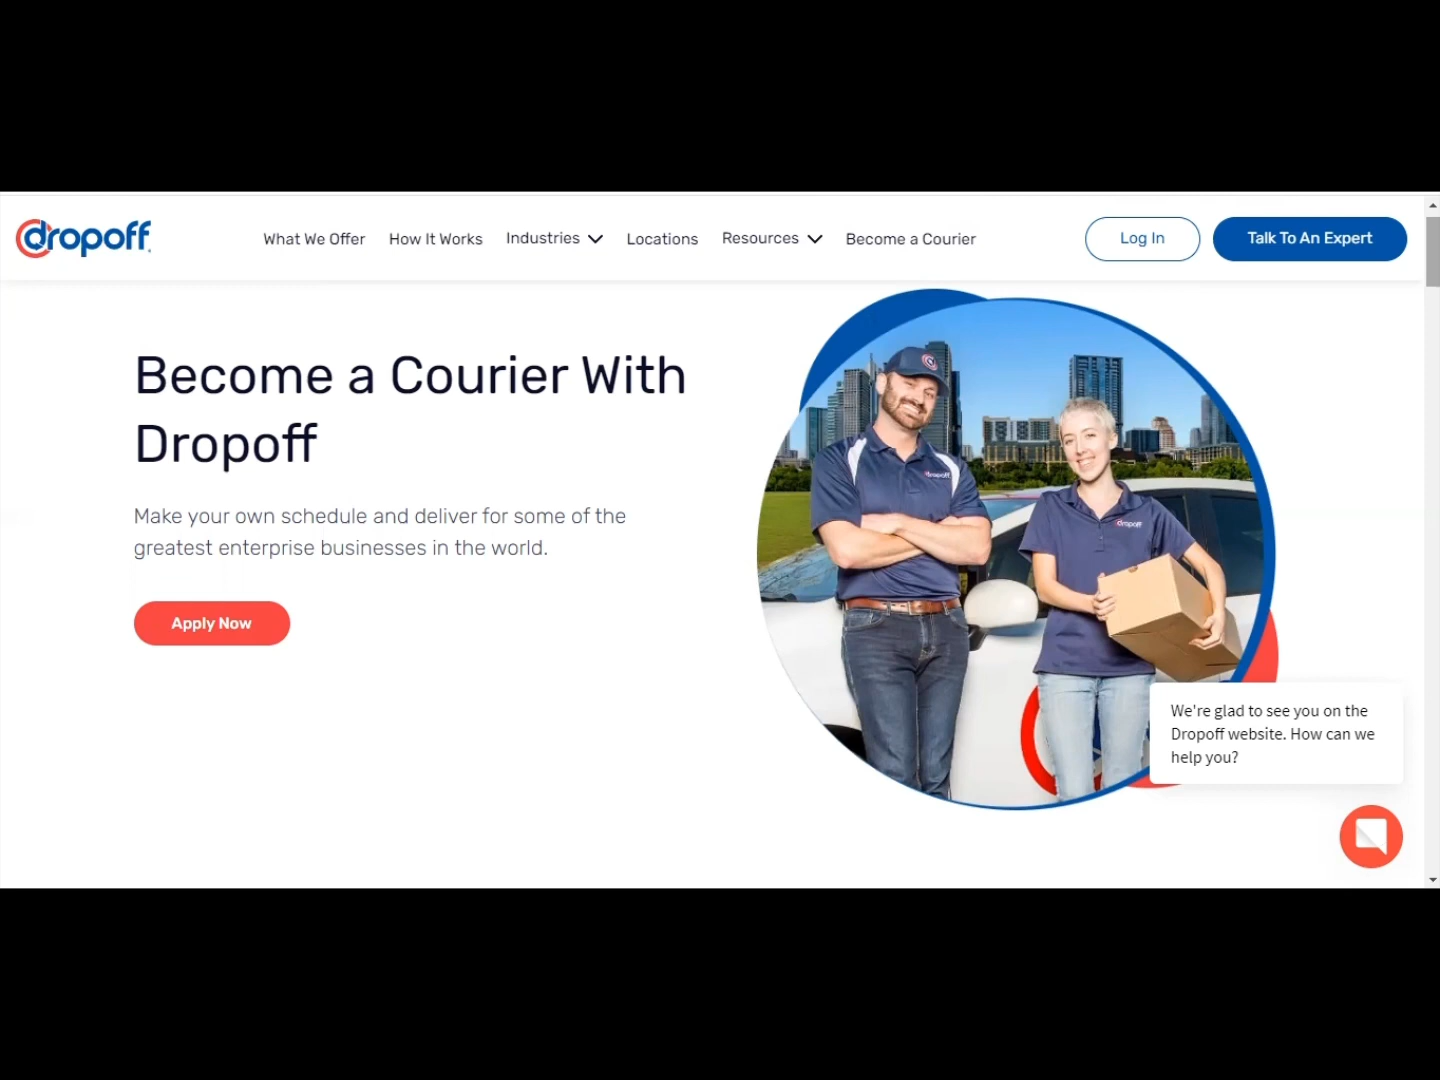 dropoff
What We Offer
How It Works
Industries
Locations
Resources
Become a Courier
Log In
Talk To An Expert
Become a Courier With
Dropoff
Make your own schedule and deliver for some of the
greatest enterprise businesses in the world.
Apply Now
dropoff
dropoff
We're glad to see you on the
Dropoff website. How can we
help you?